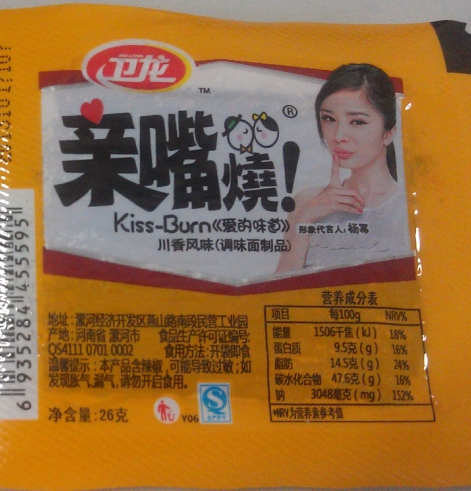 卫龙
TM
亲嘴烧!
®
Kiss-Burn《爱的味道》
形象代言人:杨幂
川香风味(调味面制品)
地址:漯河经济开发区燕山路南段民营工业园
产地:河南省 漯河市 食品生产许可证编号:
QS4111 0701 0002 食用方法:开袋即食
温馨提示:本产品含辣椒,可能导致过敏;如
发现胀气,漏气,请勿开启食用。
净含量:26克
Y06
营养成分表
项目 每100g NRV%
能量 1506千焦(kJ) 18%
蛋白质 9.5克(g) 16%
脂肪 14.5克(g) 24%
碳水化合物 47.6克(g) 16%
钠 3048毫克(mg) 152%
*NRV为营养素参考值
6 935284 455595